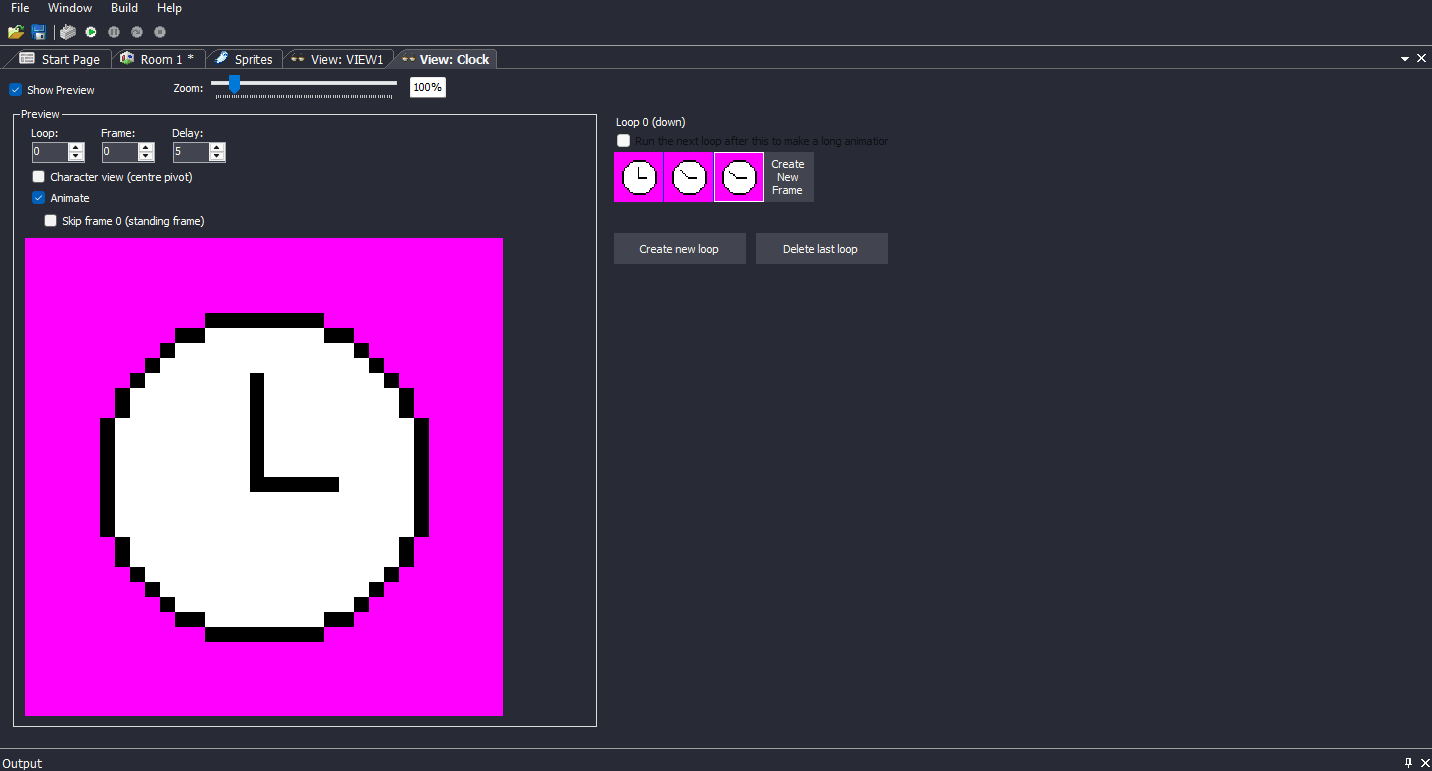 File Window Build Help
Start Page Room 1 * Sprites View: VIEW1 View: Clock
Show Preview Zoom: 100%
Preview
Loop: Frame: Delay:
0 0 5
Character view (centre pivot)
Animate
Skip frame 0 (standing frame)
Loop 0 (down)
Run the next loop after this to make a long animation
Create
New
Frame
Create new loop Delete last loop
Output